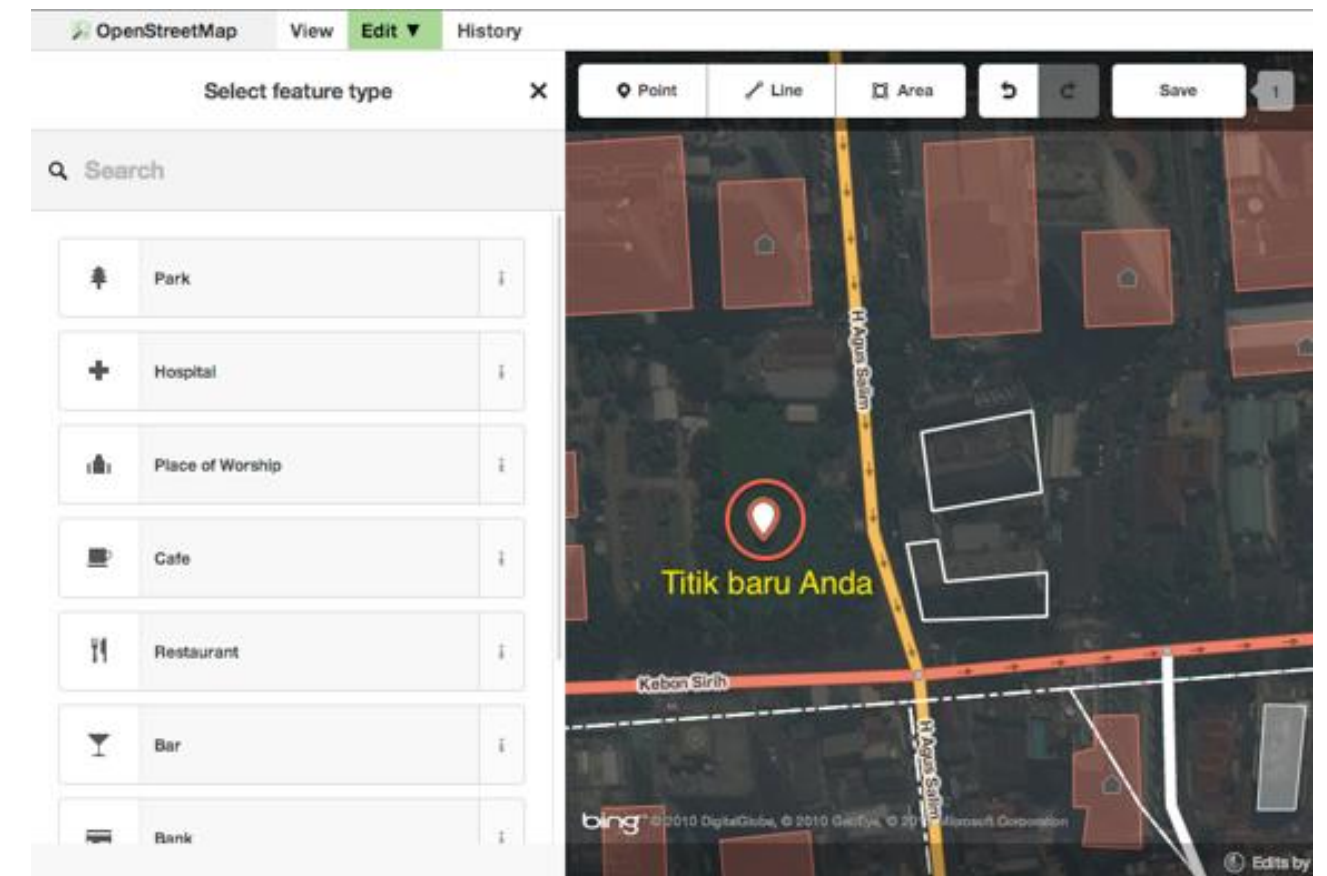 OpenStreetMap View Edit ▼ History
Select feature type
Point Line Area Save 1
Search
Park
Hospital
Place of Worship
Cafe
Restaurant
Bar
Bank
H Agus Salim
Titik baru Anda
Kebon Sirih
H Agus Salim
bing © 2010 DigitalGlobe, © 2010 GeoEye, © 2010 Microsoft Corporation
Edits by